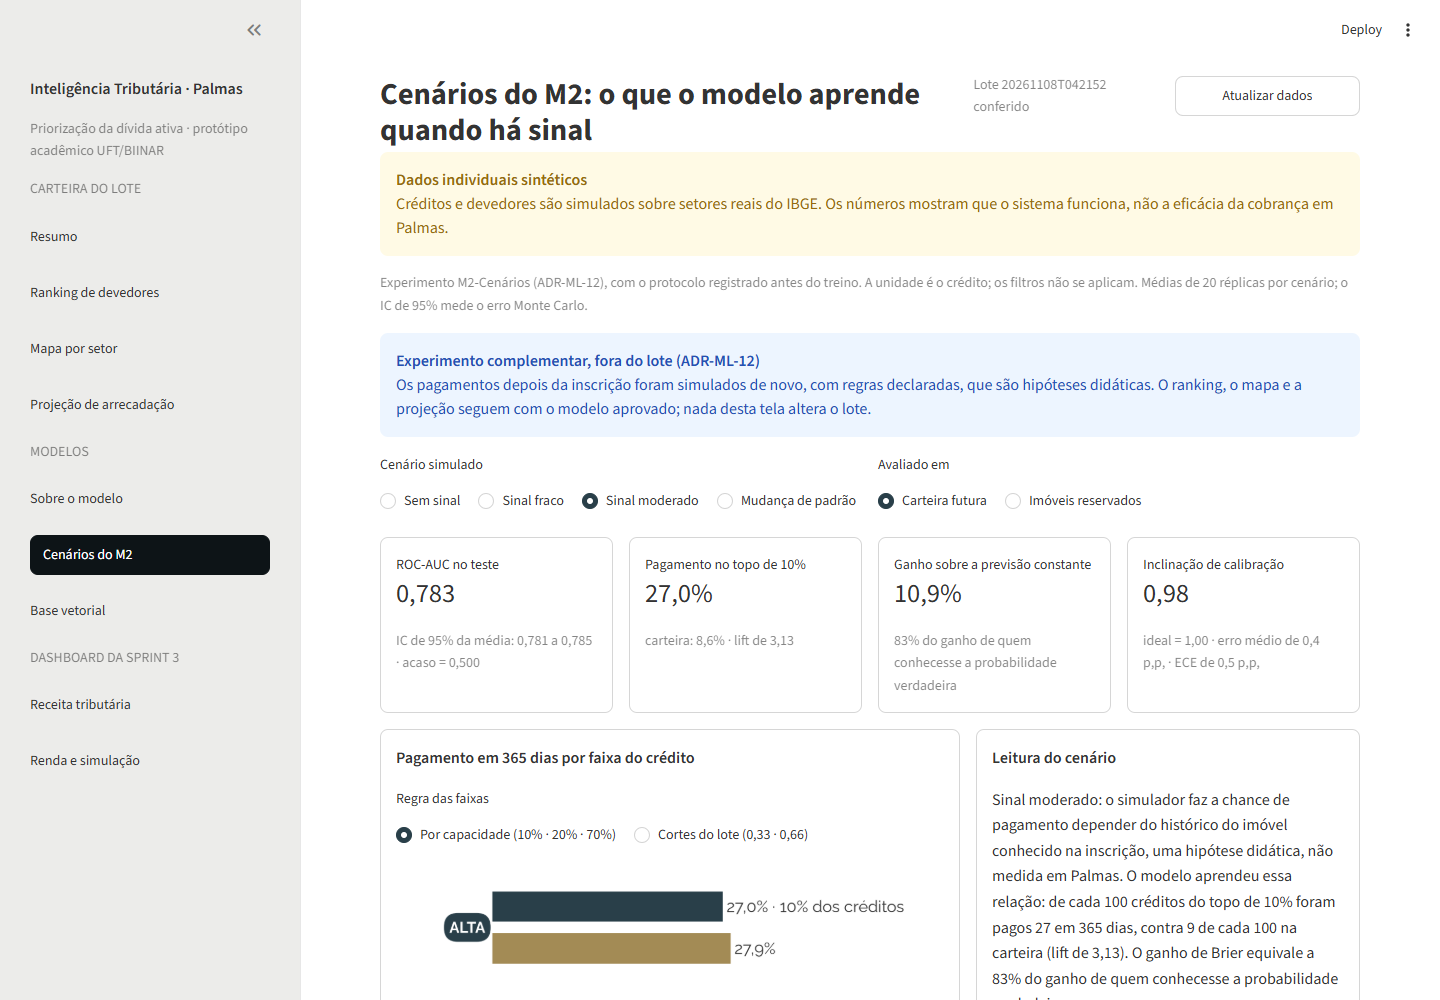 Inteligência Tributária · Palmas
Priorização da dívida ativa · protótipo
acadêmico UFT/BIINAR
CARTEIRA DO LOTE
Resumo
Ranking de devedores
Mapa por setor
Projeção de arrecadação
MODELOS
Sobre o modelo
Cenários do M2
Base vetorial
DASHBOARD DA SPRINT 3
Receita tributária
Renda e simulação
Deploy
Cenários do M2: o que o modelo aprende
quando há sinal
Lote 20261108T042152
conferido
Atualizar dados
Dados individuais sintéticos
Créditos e devedores são simulados sobre setores reais do IBGE. Os números mostram que o sistema funciona, não a eficácia da cobrança em
Palmas.
Experimento M2-Cenários (ADR-ML-12), com o protocolo registrado antes do treino. A unidade é o crédito; os filtros não se aplicam. Médias de 20 réplicas por cenário; o
IC de 95% mede o erro Monte Carlo.
Experimento complementar, fora do lote (ADR-ML-12)
Os pagamentos depois da inscrição foram simulados de novo, com regras declaradas, que são hipóteses didáticas. O ranking, o mapa e a
projeção seguem com o modelo aprovado; nada desta tela altera o lote.
Cenário simulado
Sem sinal
Sinal fraco
Sinal moderado
Mudança de padrão
Avaliado em
Carteira futura
Imóveis reservados
ROC-AUC no teste
0,783
IC de 95% da média: 0,781 a 0,785
· acaso = 0,500
Pagamento no topo de 10%
27,0%
carteira: 8,6% · lift de 3,13
Ganho sobre a previsão constante
10,9%
83% do ganho de quem
conhecesse a probabilidade
verdadeira
Inclinação de calibração
0,98
ideal = 1,00 · erro médio de 0,4
p,p, · ECE de 0,5 p,p,
Pagamento em 365 dias por faixa do crédito
Regra das faixas
Por capacidade (10% · 20% · 70%)
Cortes do lote (0,33 · 0,66)
ALTA
27,0% · 10% dos créditos
27,9%
Leitura do cenário
Sinal moderado: o simulador faz a chance de
pagamento depender do histórico do imóvel
conhecido na inscrição, uma hipótese didática, não
medida em Palmas. O modelo aprendeu essa
relação: de cada 100 créditos do topo de 10% foram
pagos 27 em 365 dias, contra 9 de cada 100 na
carteira (lift de 3,13). O ganho de Brier equivale a
83% do ganho de quem conhecesse a probabilidade